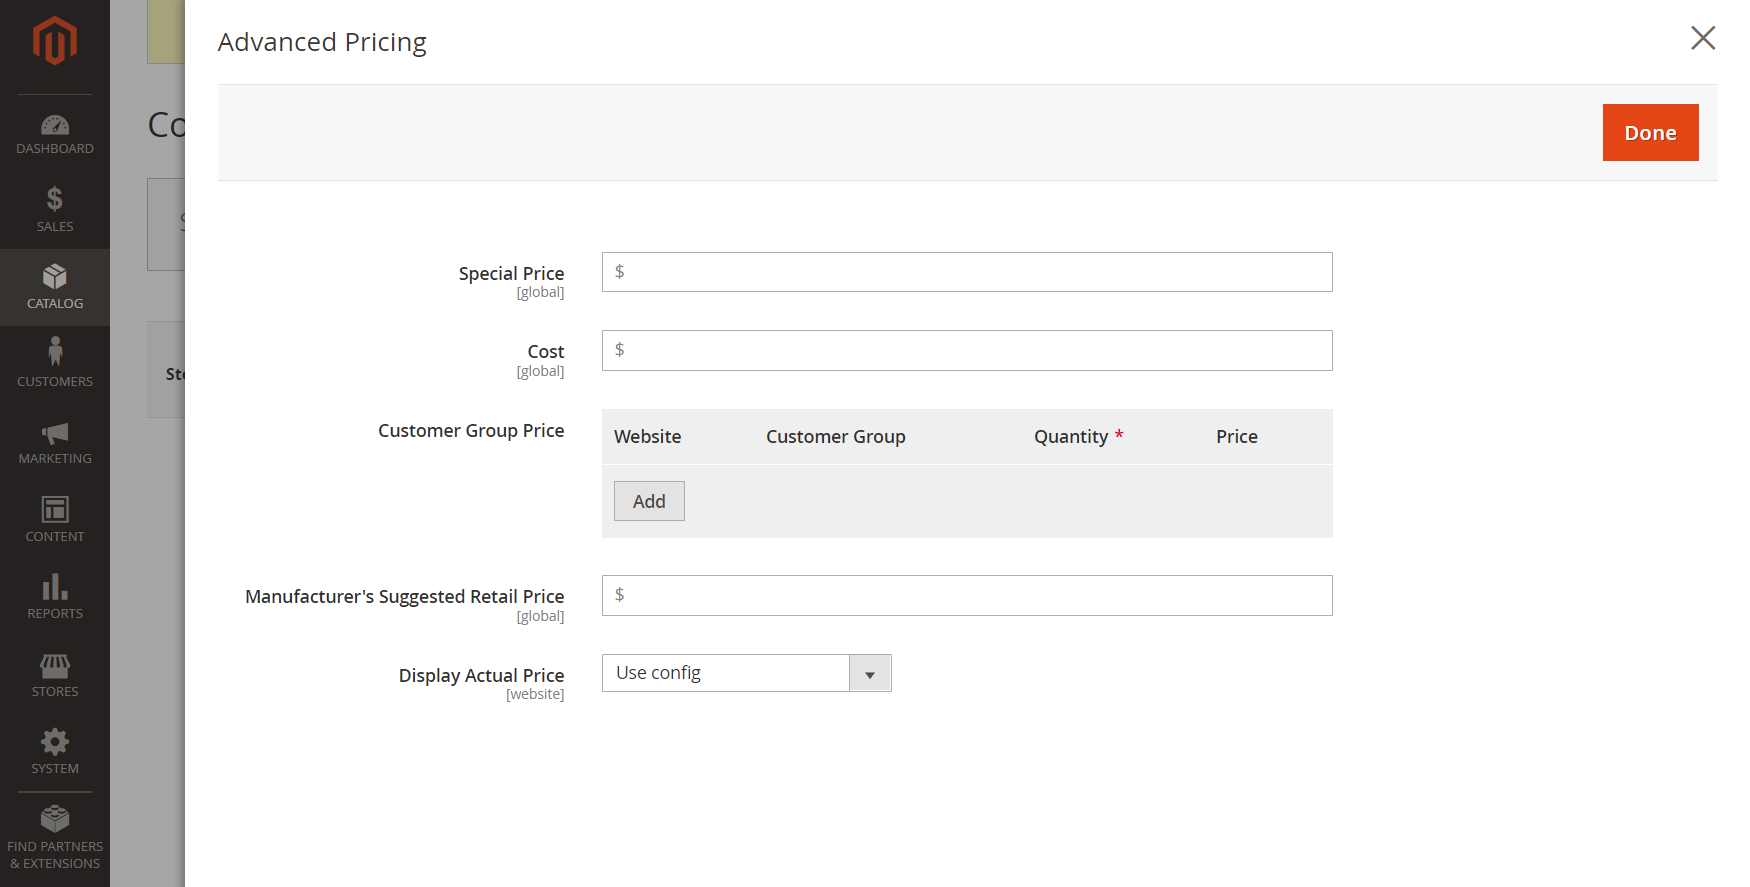 Advanced Pricing
Done
DASHBOARD
SALES
CATALOG
CUSTOMERS
MARKETING
CONTENT
REPORTS
STORES
SYSTEM
FIND PARTNERS
& EXTENSIONS
Special Price
[global]
$
Cost
[global]
$
Customer Group Price
Website Customer Group Quantity * Price
Add
Manufacturer's Suggested Retail Price
[global]
$
Display Actual Price
[website]
Use config